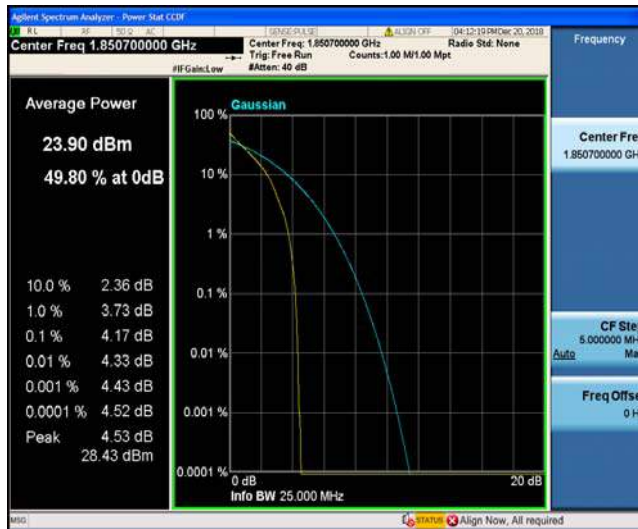 Agilent Spectrum Analyzer - Power Stat CCDF
RL RF 50 Ω AC SENSE:PULSE ALIGN OFF 04:12:19 PM Dec 20, 2018
Center Freq 1.850700000 GHz Center Freq: 1.850700000 GHz Radio Std: None
Trig: Free Run Counts:1.00 M/1.00 Mpt
#IFGain:Low #Atten: 40 dB
Frequency
Average Power
23.90 dBm
49.80 % at 0dB
10.0 % 2.36 dB
1.0 % 3.73 dB
0.1 % 4.17 dB
0.01 % 4.33 dB
0.001 % 4.43 dB
0.0001 % 4.52 dB
Peak 4.53 dB
28.43 dBm
Gaussian
100 %
10 %
1 %
0.1 %
0.01 %
0.001 %
0.0001 %
0 dB 20 dB
Info BW 25.000 MHz
Center Fre
1.850700000 GH
CF Ste
5.000000 MH
Auto Ma
Freq Offse
0 H
MSG STATUS Align Now, All required